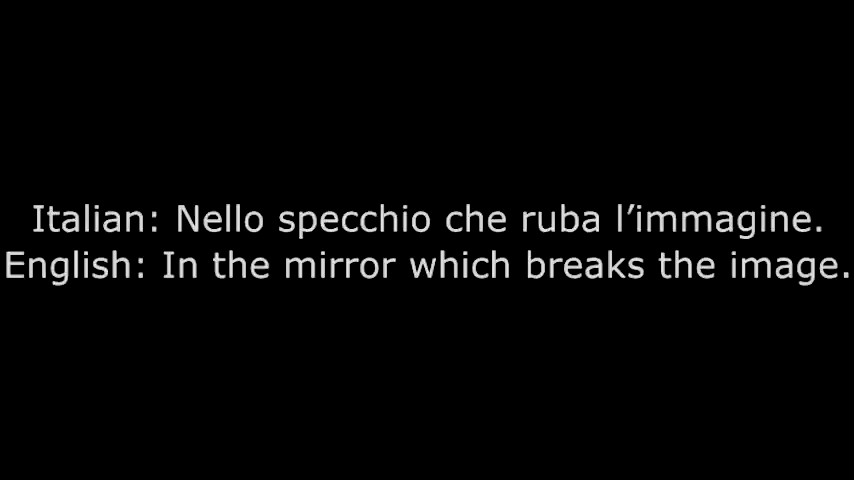 Italian: Nello specchio che ruba l’immagine.
English: In the mirror which breaks the image.